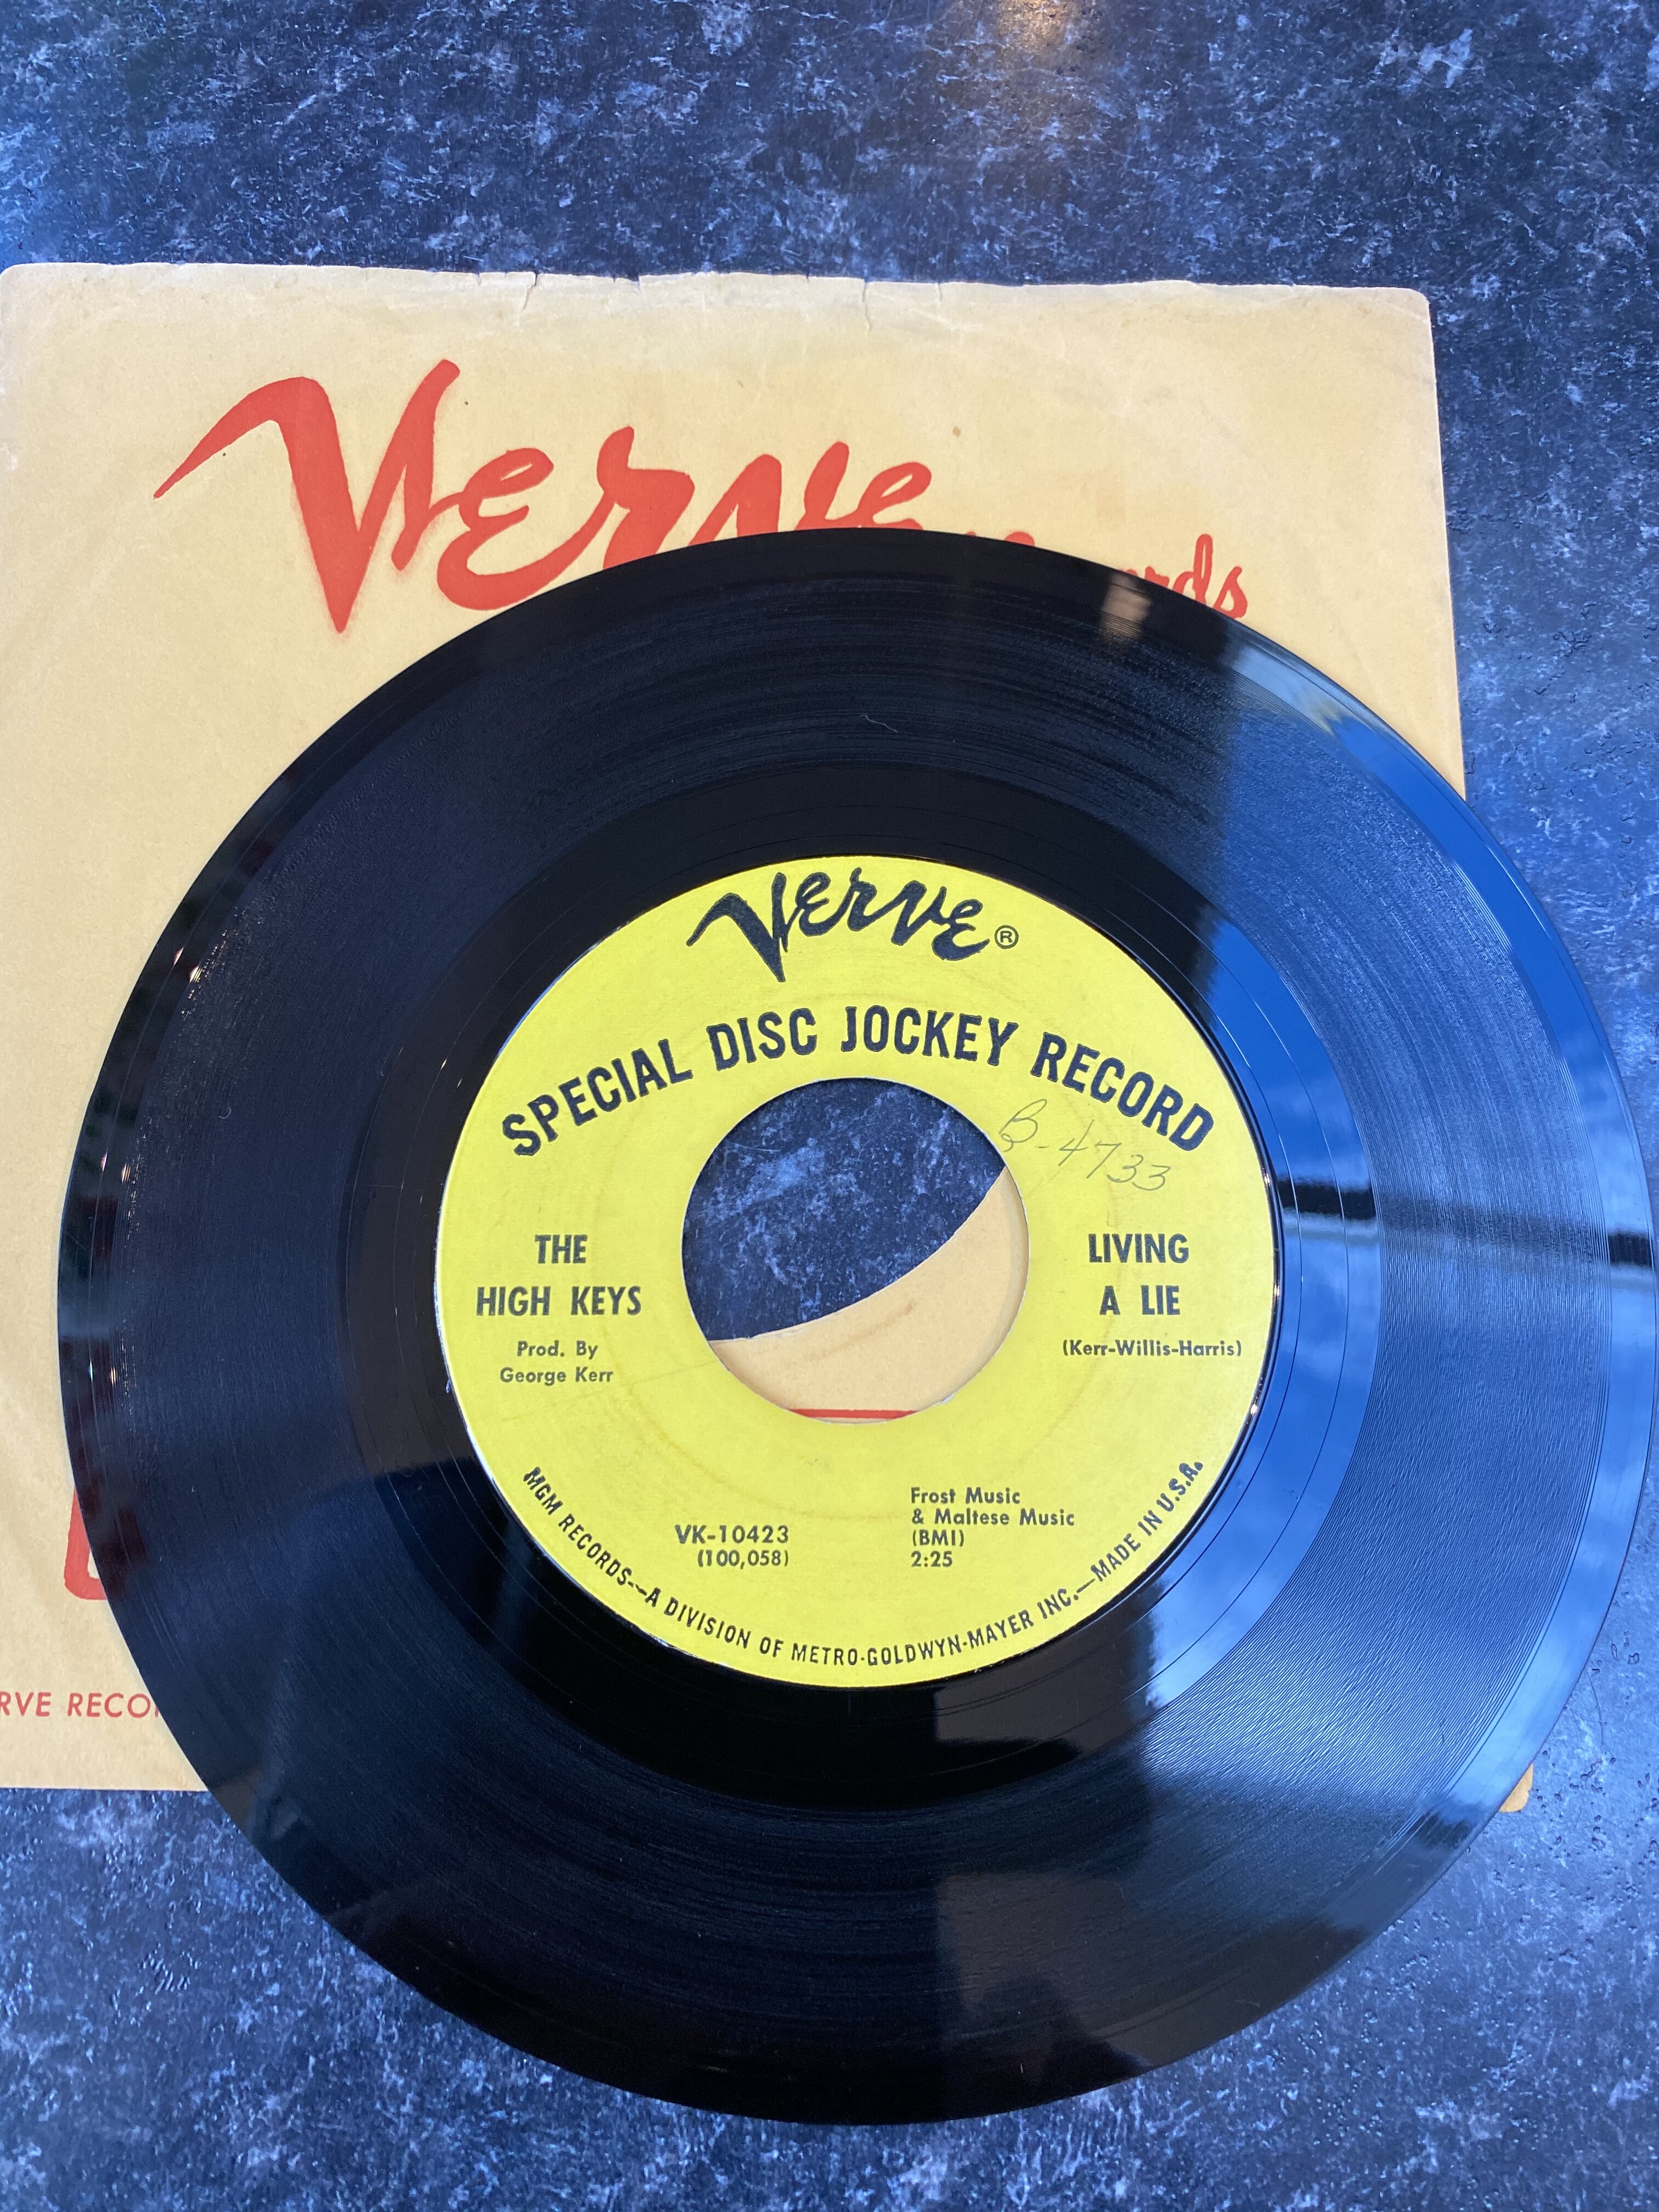 Verve
Verve®
SPECIAL DISC JOCKEY RECORD
B-4733
THE
HIGH KEYS
Prod. By
George Kerr
LIVING
A LIE
(Kerr-Willis-Harris)
VK-10423
(100,058)
Frost Music
& Maltese Music
(BMI)
2:25
MGM RECORDS—A DIVISION OF METRO-GOLDWYN-MAYER INC.—MADE IN U.S.A.